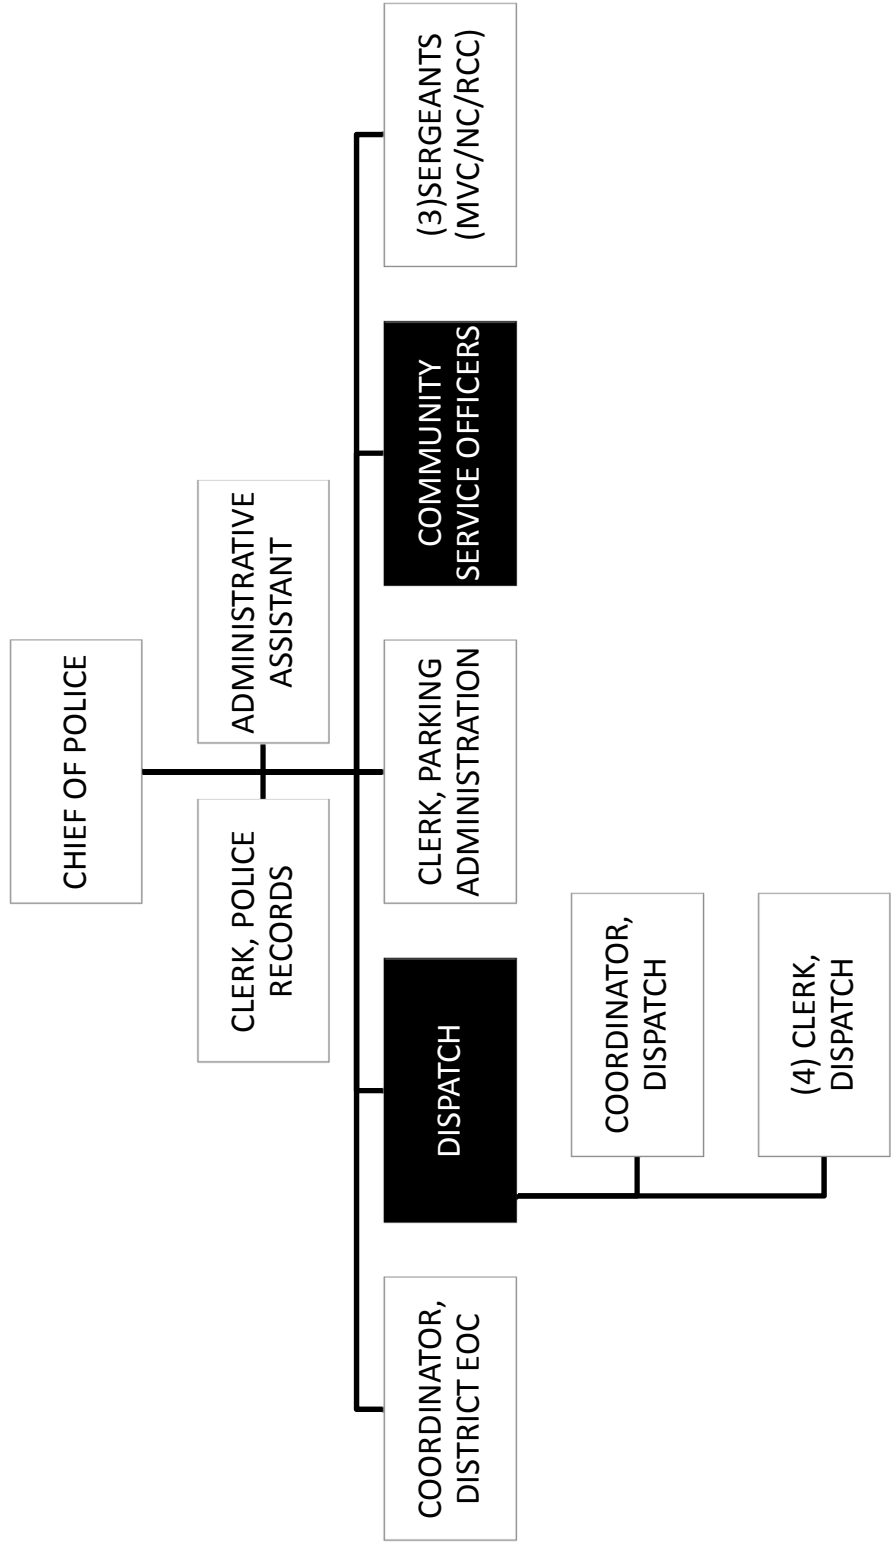 CHIEF OF POLICE
CLERK, POLICE
RECORDS
ADMINISTRATIVE
ASSISTANT
COORDINATOR,
DISTRICT EOC
DISPATCH
CLERK, PARKING
ADMINISTRATION
COMMUNITY
SERVICE OFFICERS
(3)SERGEANTS
(MVC/NC/RCC)
COORDINATOR,
DISPATCH
(4) CLERK,
DISPATCH